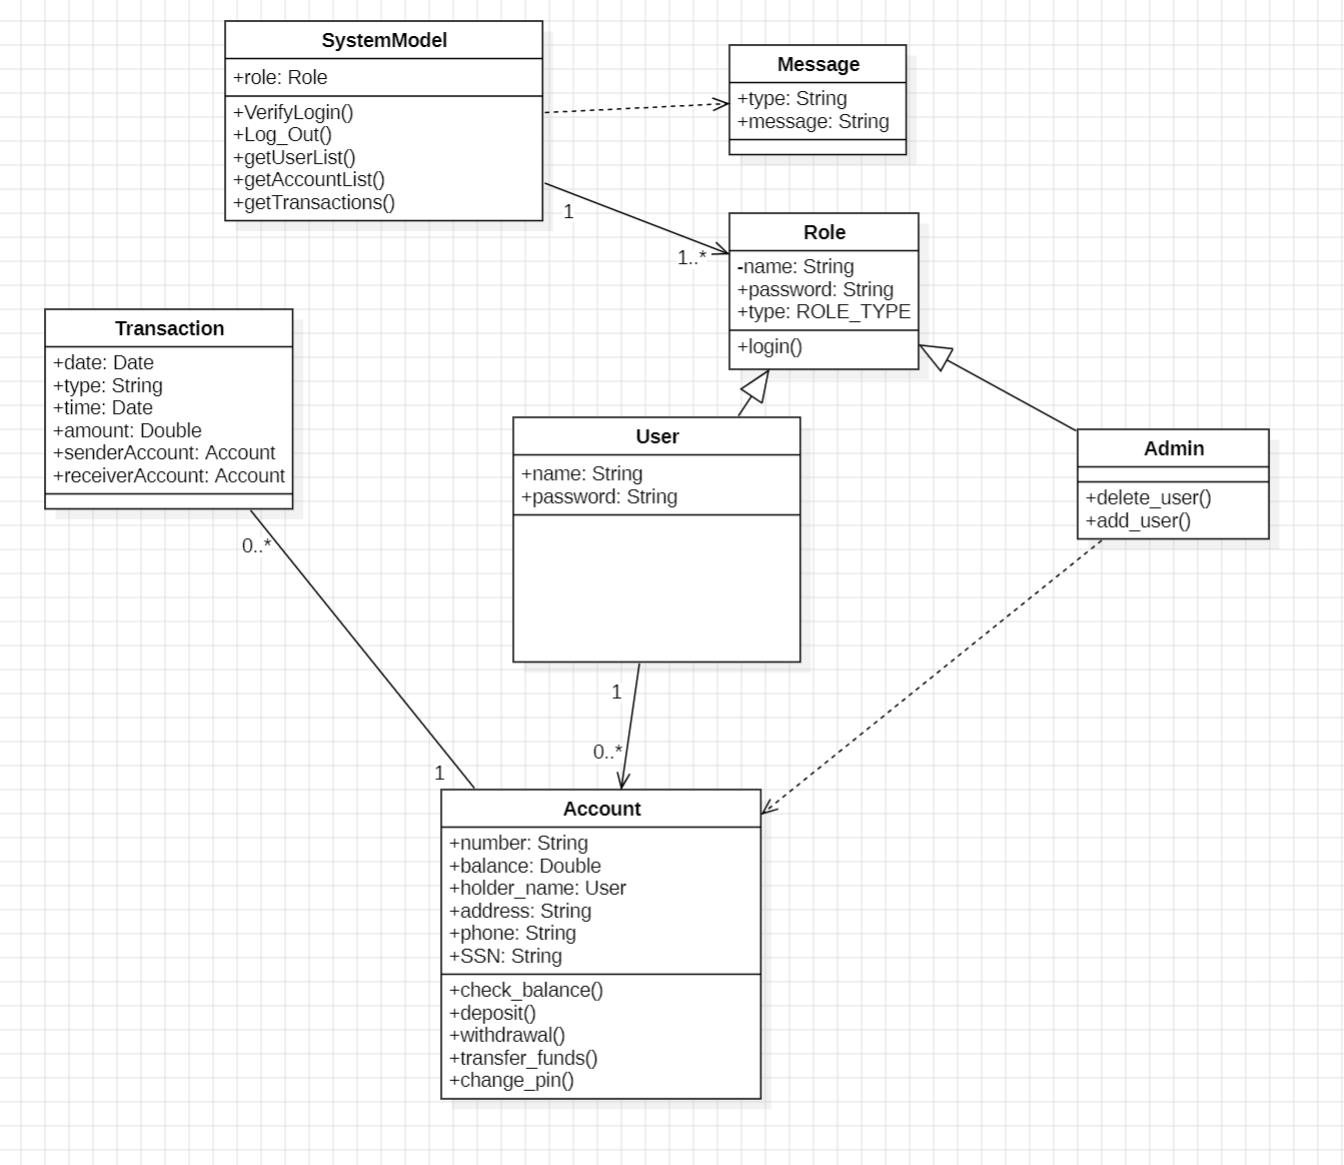 SystemModel
+role: Role
+VerifyLogin()
+Log_Out()
+getUserList()
+getAccountList()
+getTransactions()
Message
+type: String
+message: String
1
1..*
Role
-name: String
+password: String
+type: ROLE_TYPE
+login()
Transaction
+date: Date
+type: String
+time: Date
+amount: Double
+senderAccount: Account
+receiverAccount: Account
User
+name: String
+password: String
Admin
+delete_user()
+add_user()
0..*
1
1
0..*
Account
+number: String
+balance: Double
+holder_name: User
+address: String
+phone: String
+SSN: String
+check_balance()
+deposit()
+withdrawal()
+transfer_funds()
+change_pin()